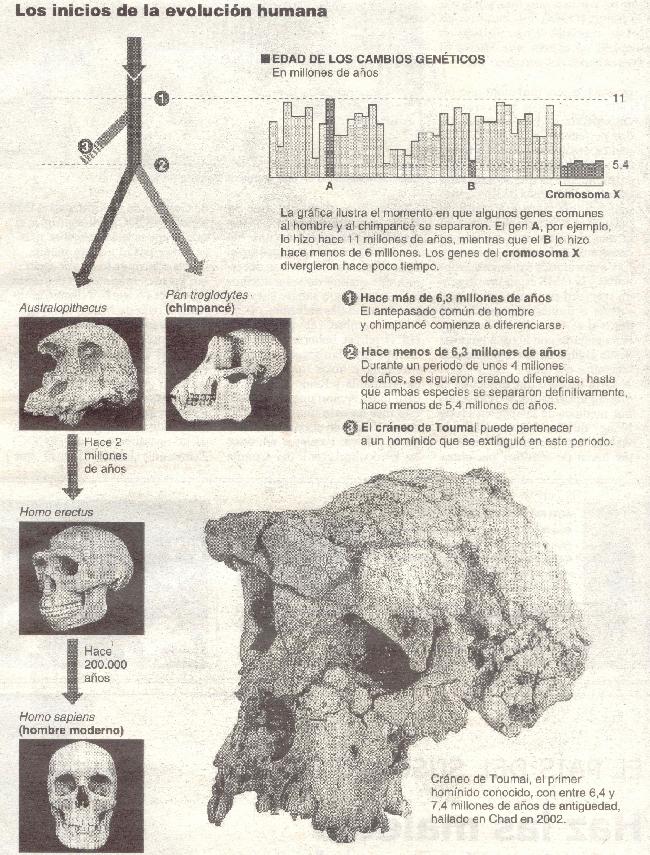 Los inicios de la evolución humana
EDAD DE LOS CAMBIOS GENÉTICOS
En millones de años
11
5,4
A
B
Cromosoma X
La gráfica ilustra el momento en que algunos genes comunes
al hombre y al chimpancé se separaron. El gen A, por ejemplo,
lo hizo hace 11 millones de años, mientras que el B lo hizo
hace menos de 6 millones. Los genes del cromosoma X
divergieron hace poco tiempo.
1
3
2
Australopithecus
Pan troglodytes
(chimpancé)
1 Hace más de 6,3 millones de años
El antepasado común de hombre
y chimpancé comienza a diferenciarse.
2 Hace menos de 6,3 millones de años
Durante un periodo de unos 4 millones
de años, se siguieron creando diferencias, hasta
que ambas especies se separaron definitivamente,
hace menos de 5,4 millones de años.
3 El cráneo de Toumai puede pertenecer
a un homínido que se extinguió en este periodo.
Hace 2
millones
de años
Homo erectus
Hace
200.000
años
Homo sapiens
(hombre moderno)
Cráneo de Toumai, el primer
homínido conocido, con entre 6,4 y
7,4 millones de años de antigüedad,
hallado en Chad en 2002.